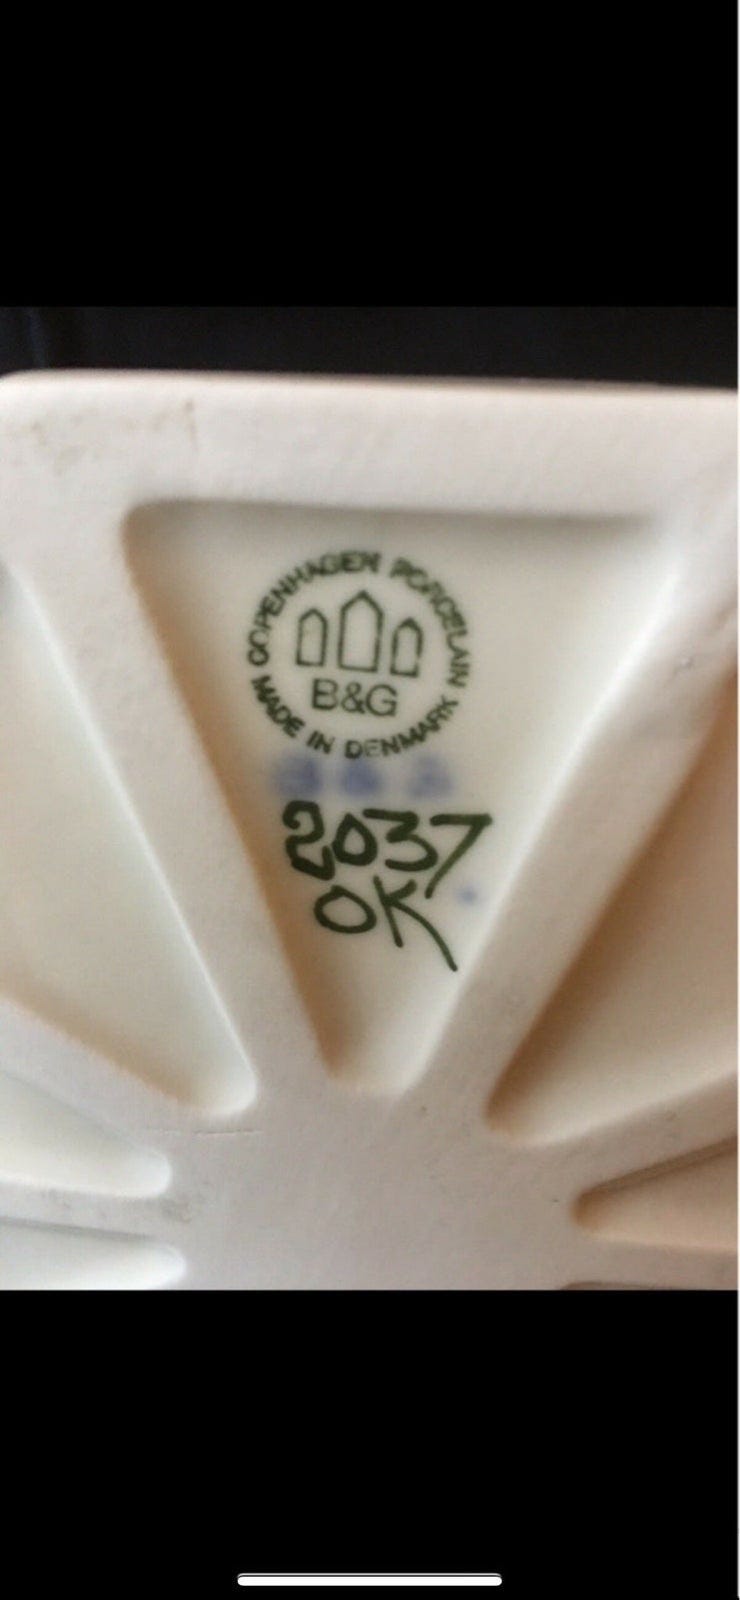 COPENHAGEN PORCELAIN
B&G
MADE IN DENMARK
2037
OK